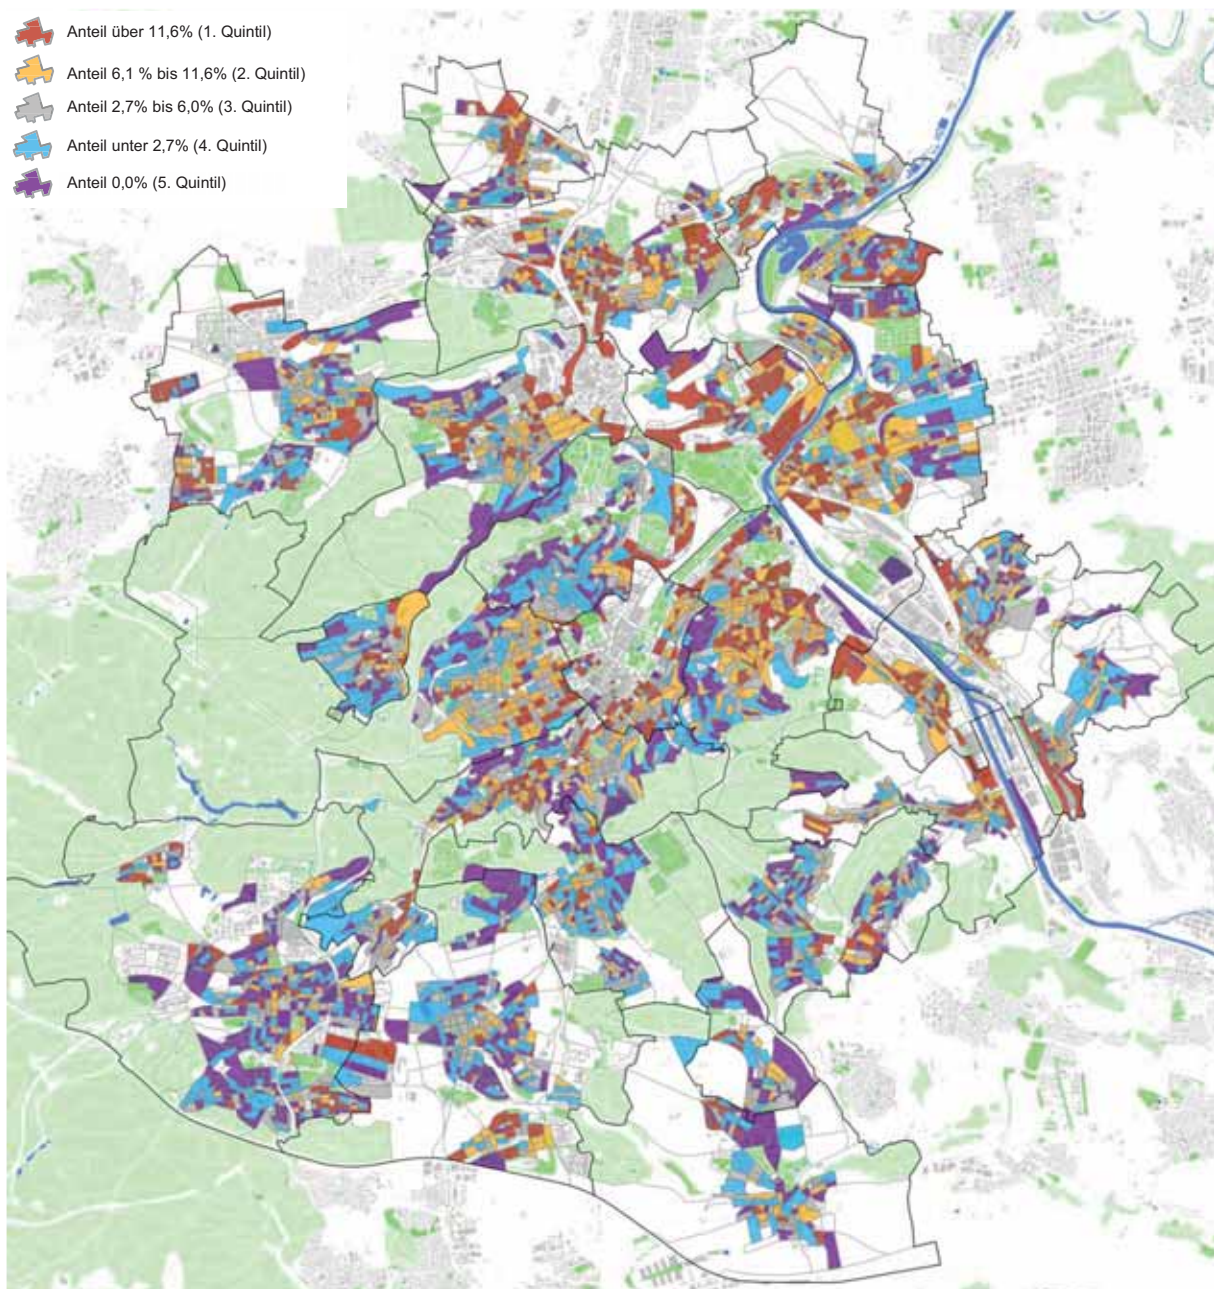 Anteil über 11,6% (1. Quintil)
Anteil 6,1 % bis 11,6% (2. Quintil)
Anteil 2,7% bis 6,0% (3. Quintil)
Anteil unter 2,7% (4. Quintil)
Anteil 0,0% (5. Quintil)